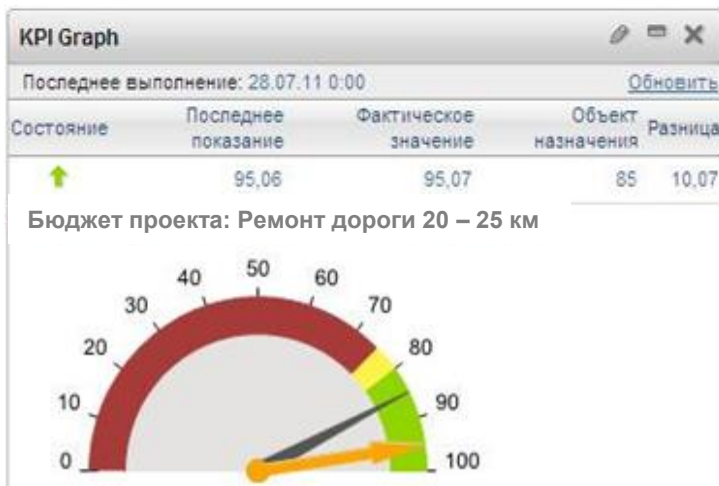 KPI Graph
Последнее выполнение: 28.07.11 0:00 Обновить
Состояние Последнее показание Фактическое значение Объект назначения Разница
95,06 95,07 85 10,07
Бюджет проекта: Ремонт дороги 20 – 25 км
0 10 20 30 40 50 60 70 80 90 100